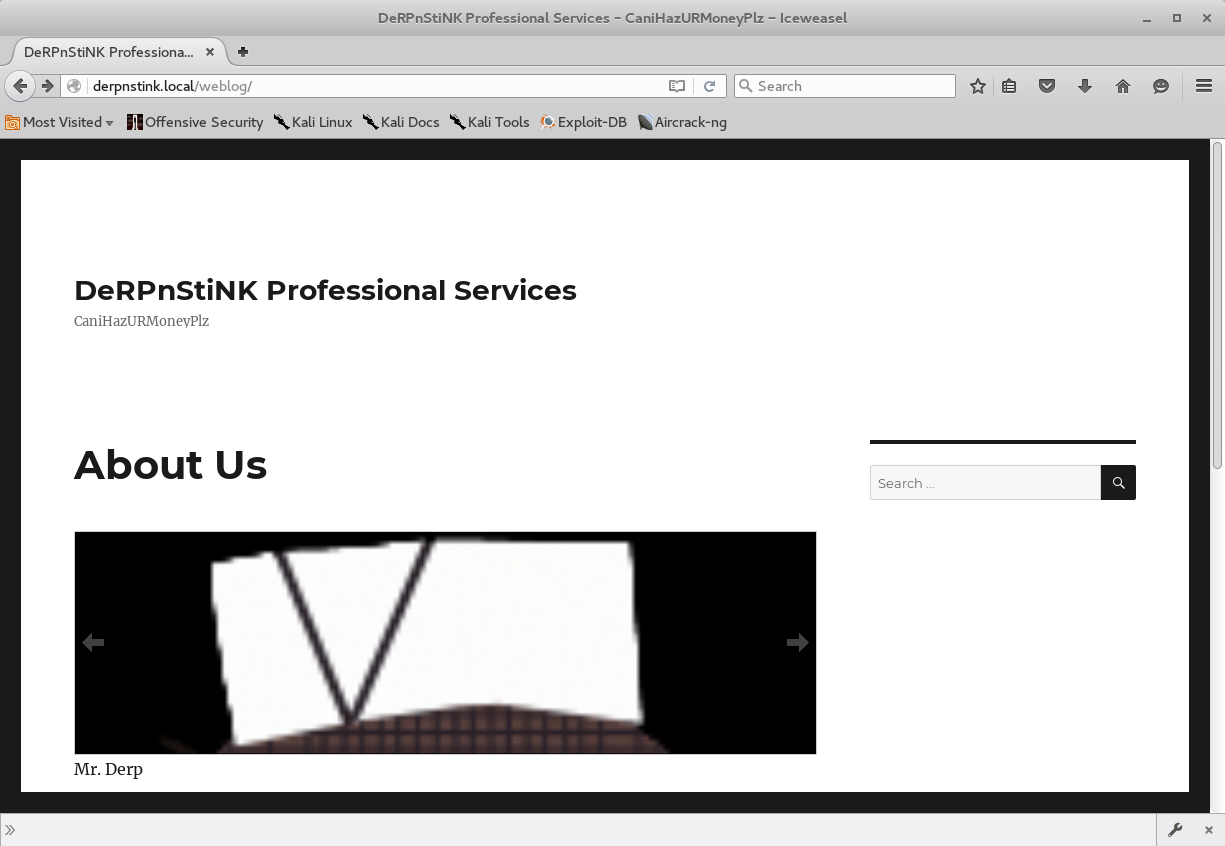 DeRPnStiNK Professional Services – CaniHazURMoneyPlz – Iceweasel
DeRPnStiNK Professiona...
derpnstink.local/weblog/
Search
Most Visited
Offensive Security
Kali Linux
Kali Docs
Kali Tools
Exploit-DB
Aircrack-ng
DeRPnStiNK Professional Services
CaniHazURMoneyPlz
About Us
Search …
Mr. Derp